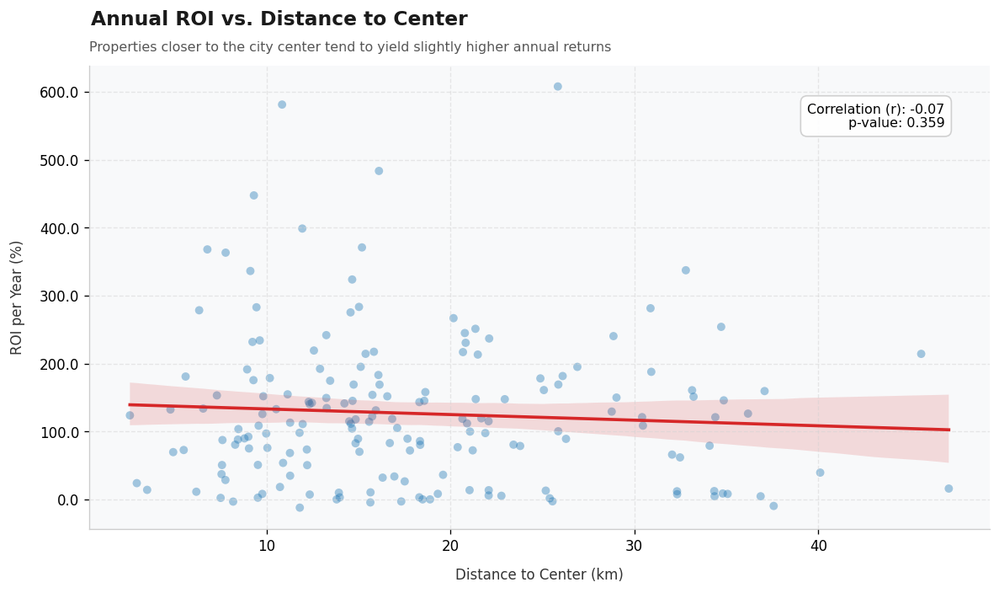 Annual ROI vs. Distance to Center
Properties closer to the city center tend to yield slightly higher annual returns
600.0
Correlation (r): -0.07
p-value: 0.359
500.0
400.0
300.0
200.0
100.0
0.0
ROI per Year (%)
10 20 30 40
Distance to Center (km)